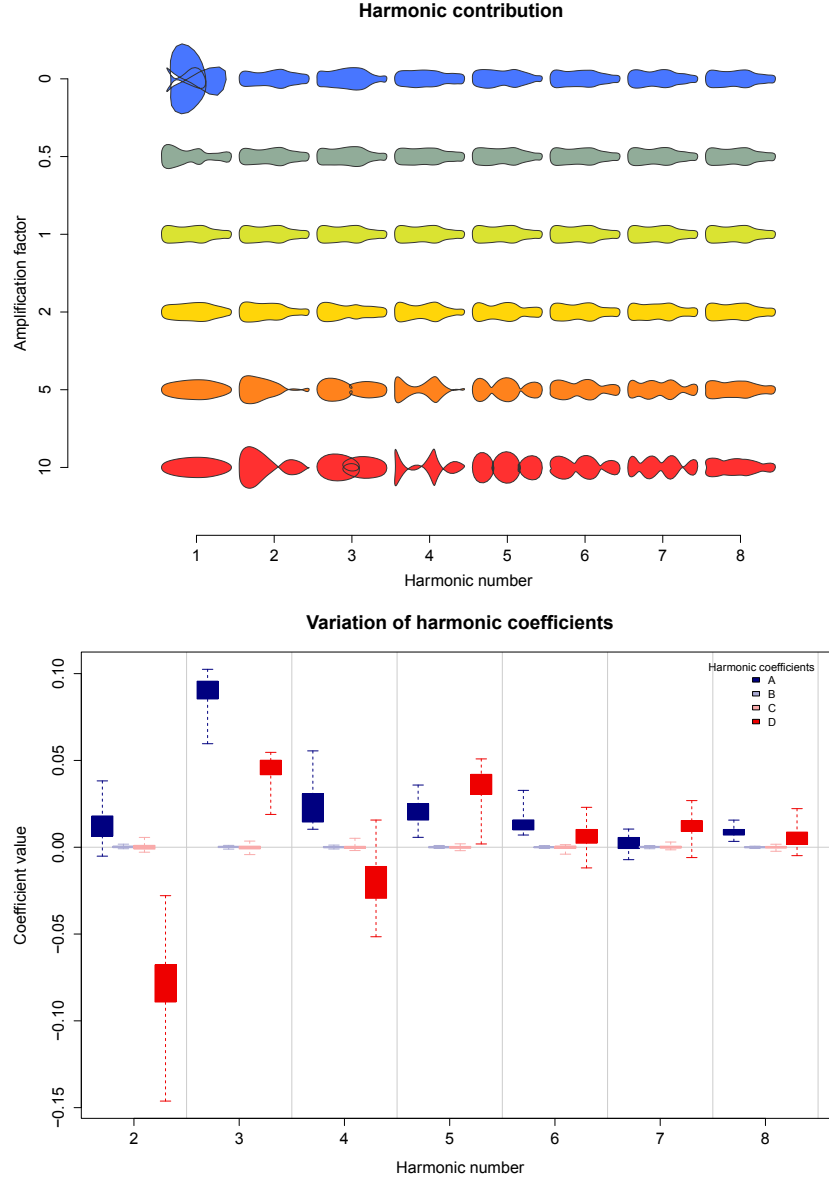 Harmonic contribution
Amplification factor
0
0.5
1
2
5
10
1 2 3 4 5 6 7 8
Harmonic number
Variation of harmonic coefficients
Coefficient value
0.10
0.05
0.00
−0.05
−0.10
−0.15
Harmonic coefficients
A
B
C
D
2 3 4 5 6 7 8
Harmonic number